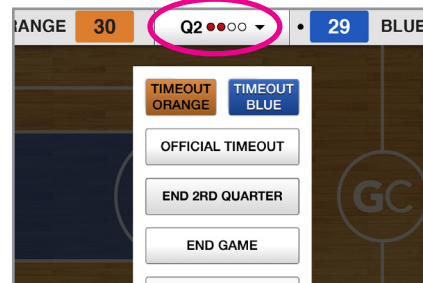 RANGE 30 Q2 29 BLUE
TIMEOUT ORANGE
TIMEOUT BLUE
OFFICIAL TIMEOUT
END 2RD QUARTER
END GAME
GC